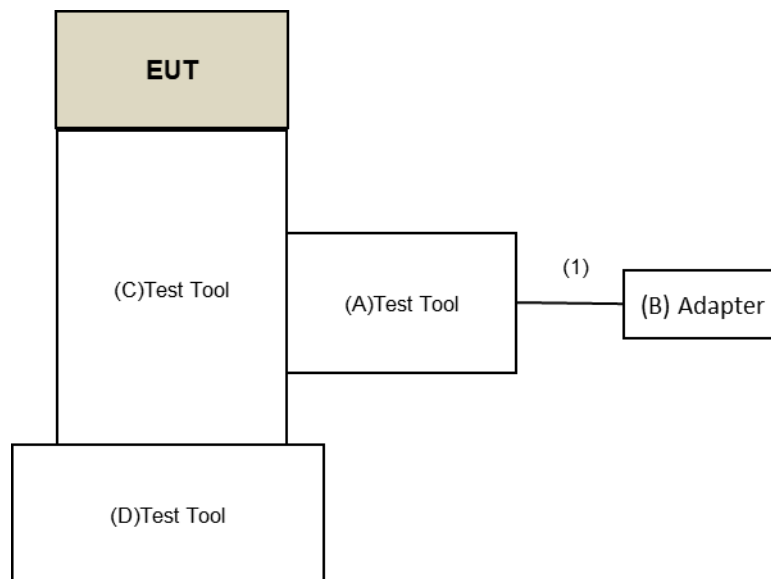 EUT
(C)Test Tool
(A)Test Tool
(1)
(B) Adapter
(D)Test Tool